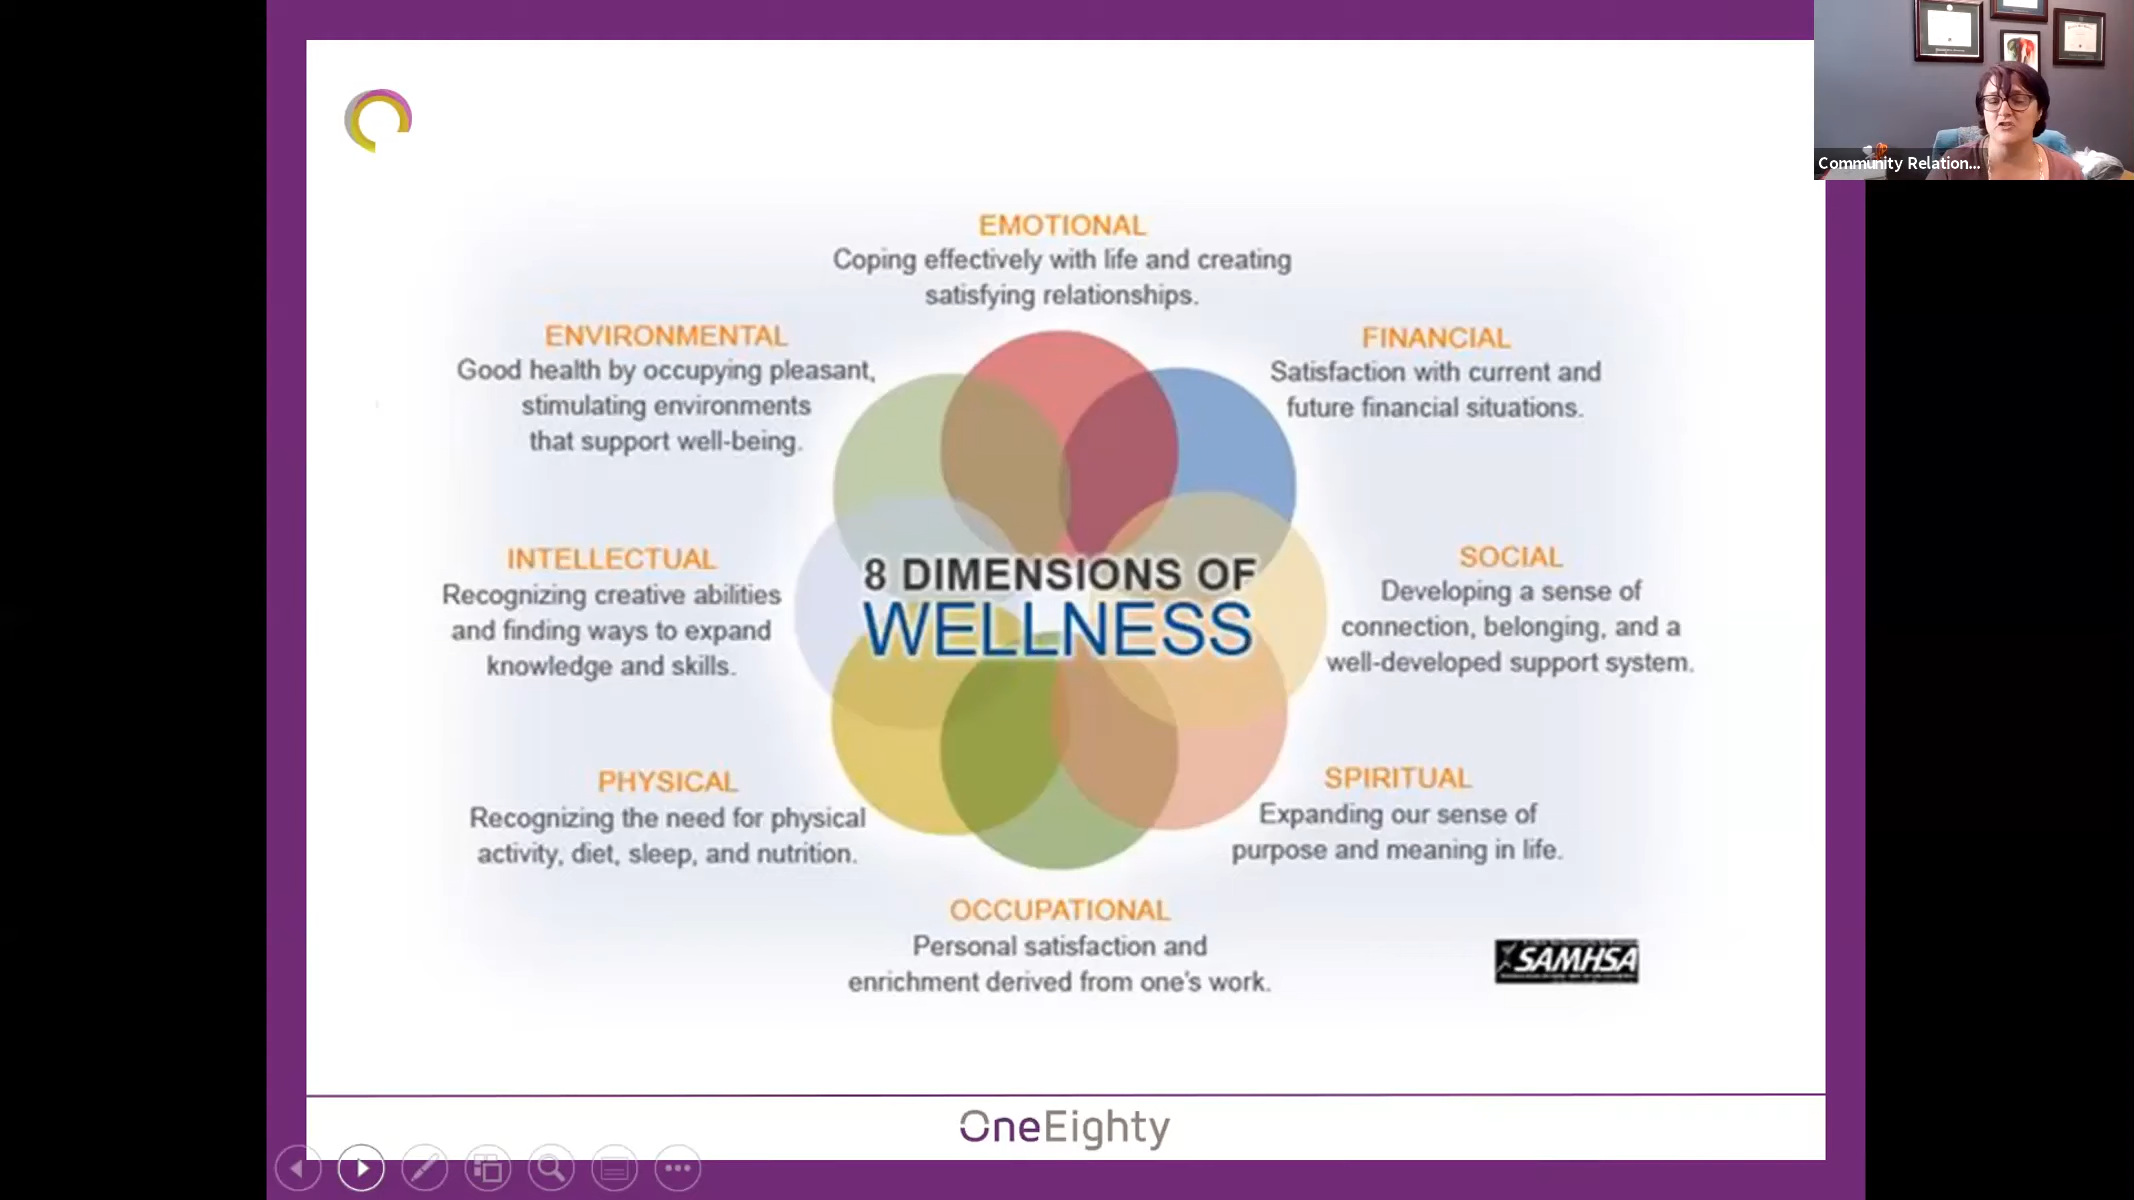 Community Relation...
EMOTIONAL
Coping effectively with life and creating
satisfying relationships.
ENVIRONMENTAL
Good health by occupying pleasant,
stimulating environments
that support well-being.
FINANCIAL
Satisfaction with current and
future financial situations.
INTELLECTUAL
Recognizing creative abilities
and finding ways to expand
knowledge and skills.
8 DIMENSIONS OF
WELLNESS
SOCIAL
Developing a sense of
connection, belonging, and a
well-developed support system.
PHYSICAL
Recognizing the need for physical
activity, diet, sleep, and nutrition.
SPIRITUAL
Expanding our sense of
purpose and meaning in life.
OCCUPATIONAL
Personal satisfaction and
enrichment derived from one's work.
SAMHSA
OneEighty